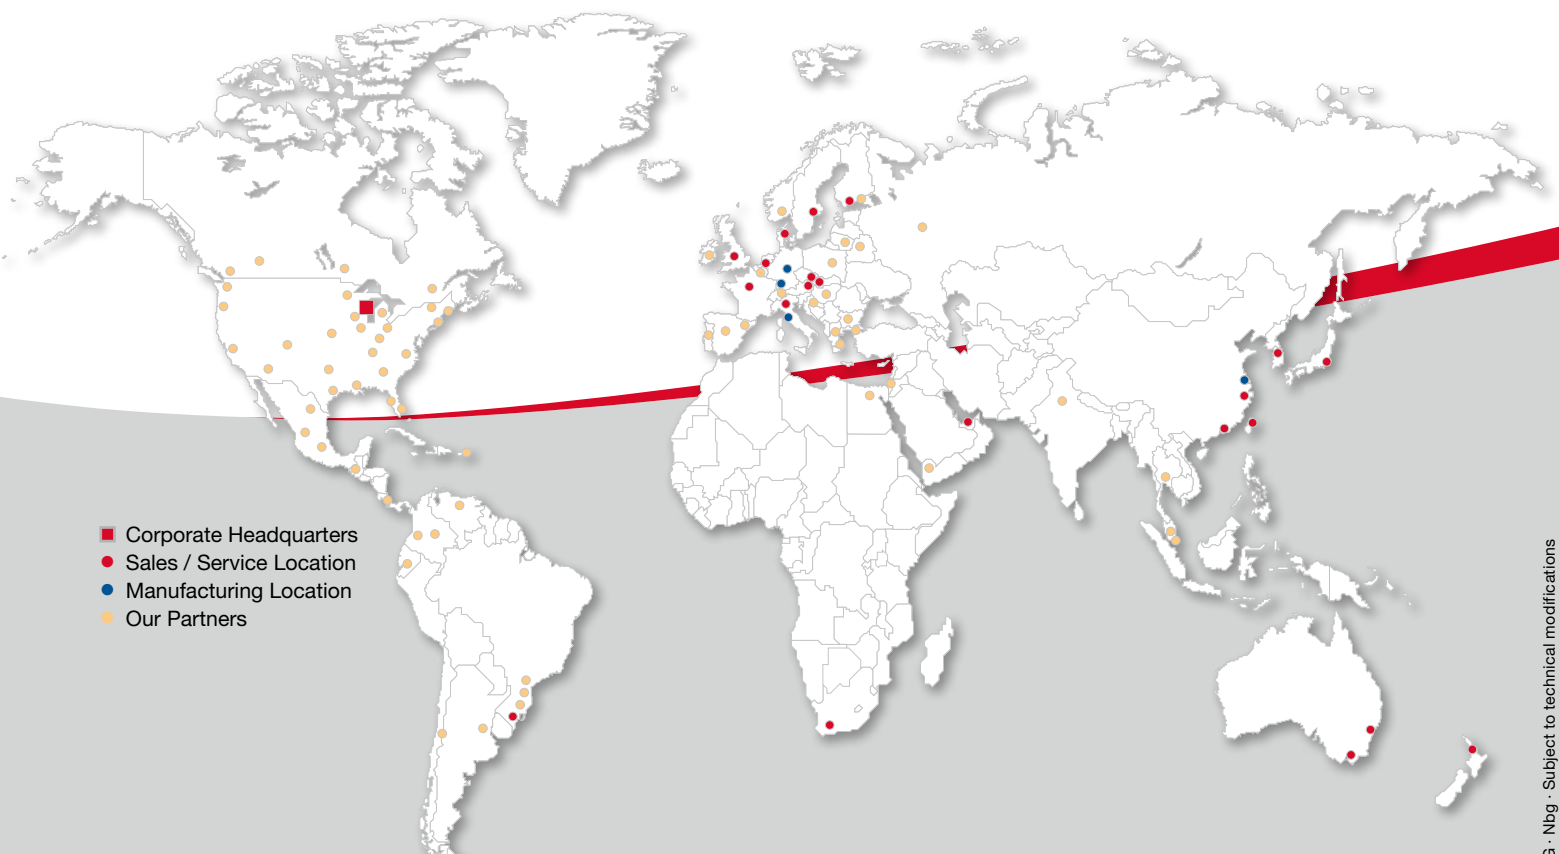 Corporate Headquarters
Sales / Service Location
Manufacturing Location
Our Partners
· Nbg · Subject to technical modifications